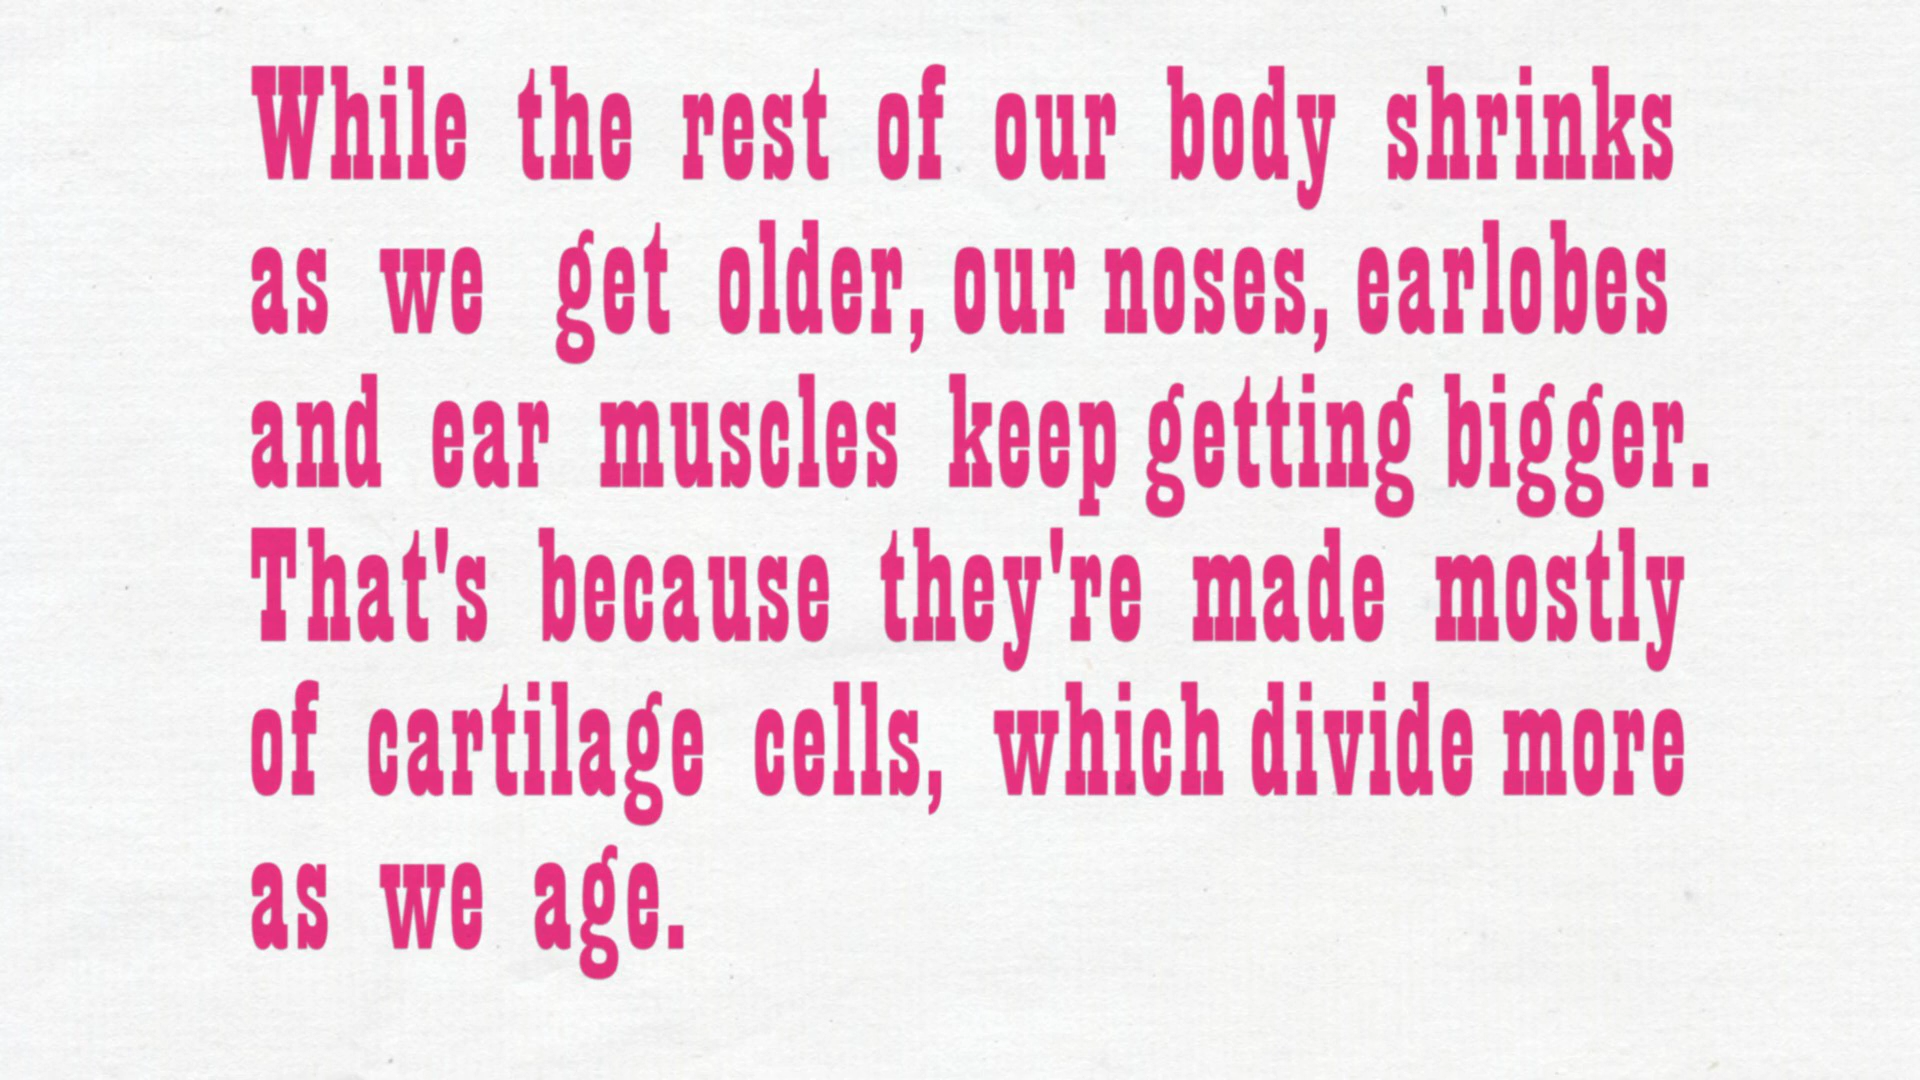 While the rest of our body shrinks
as we get older, our noses, earlobes
and ear muscles keep getting bigger.
That's because they're made mostly
of cartilage cells, which divide more
as we age.